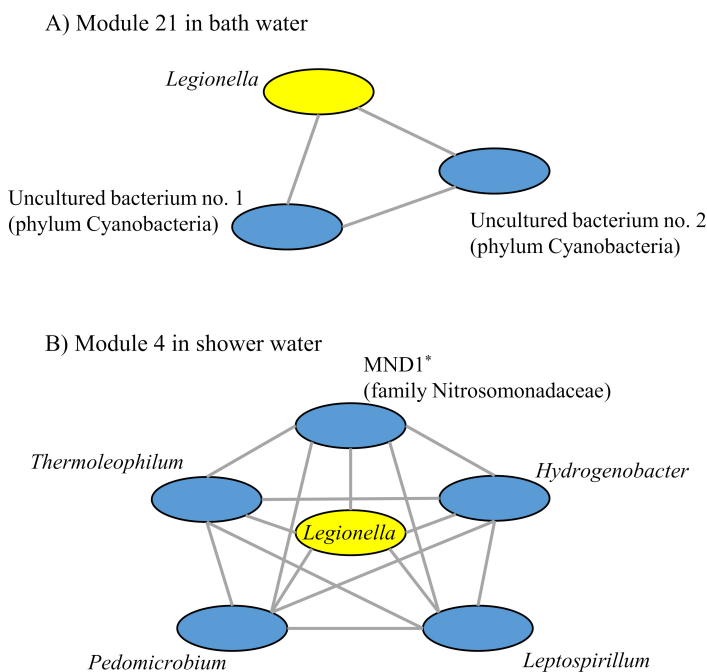 A) Module 21 in bath water
Legionella
Uncultured bacterium no. 1
(phylum Cyanobacteria)
Uncultured bacterium no. 2
(phylum Cyanobacteria)
B) Module 4 in shower water
MND1*
(family Nitrosomonadaceae)
Thermoleophilum
Hydrogenobacter
Legionella
Pedomicrobium
Leptospirillum